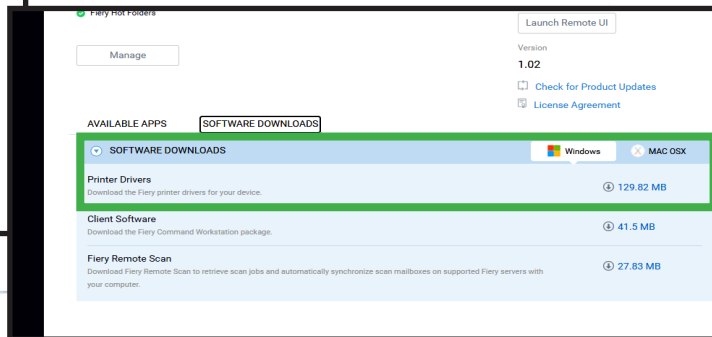 Fiery Hot Folders
Launch Remote UI
Manage
Version
1.02
Check for Product Updates
License Agreement
AVAILABLE APPS
SOFTWARE DOWNLOADS
SOFTWARE DOWNLOADS
Windows
MAC OSX
Printer Drivers
Download the Fiery printer drivers for your device.
129.82 MB
Client Software
Download the Fiery Command Workstation package.
41.5 MB
Fiery Remote Scan
Download Fiery Remote Scan to retrieve scan jobs and automatically synchronize scan mailboxes on supported Fiery servers with
your computer.
27.83 MB